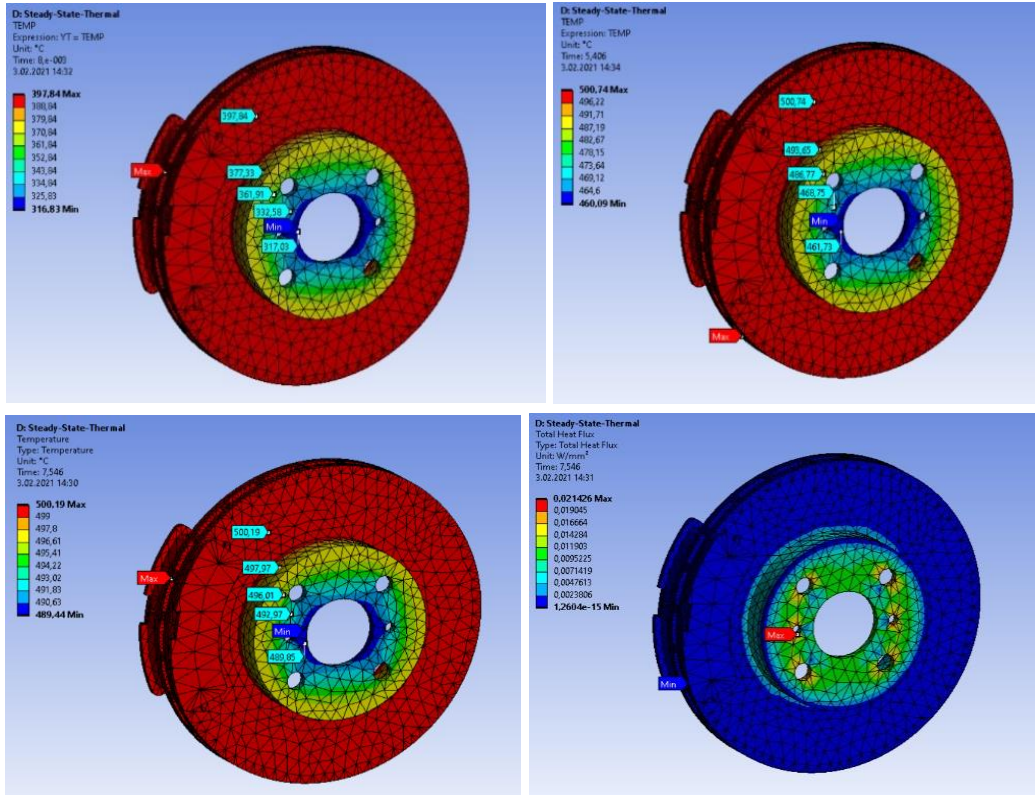 D: Steady-State-Thermal
TEMP
Expression: YT = TEMP
Unit: °C
Time: 8,e-003
3.02.2021 14:32
397,84 Max
388,84
379,84
370,84
361,84
352,84
343,84
334,84
325,83
316,83 Min
397,84
Max
377,33
361,91
332,58
Min
317,03
D: Steady-State-Thermal
TEMP
Expression: TEMP
Unit: °C
Time: 5,406
3.02.2021 14:34
500,74 Max
496,22
491,71
487,19
482,67
478,15
473,64
469,12
464,6
460,09 Min
500,74
493,65
486,77
468,75
Min
461,73
Max
D: Steady-State-Thermal
Temperature
Type: Temperature
Unit: °C
Time: 7,546
3.02.2021 14:30
500,19 Max
499
497,8
496,61
495,41
494,22
493,02
491,83
490,63
489,44 Min
500,19
497,97
Max
496,01
492,97
Min
489,85
D: Steady-State-Thermal
Total Heat Flux
Type: Total Heat Flux
Unit: W/mm²
Time: 7,546
3.02.2021 14:31
0,021426 Max
0,019045
0,016664
0,014284
0,011903
0,0095225
0,0071419
0,0047613
0,0023806
1,2604e-15 Min
Max
Min